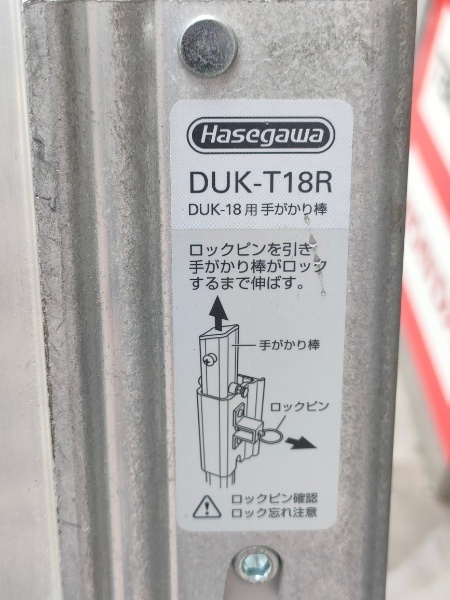 Hasegawa
DUK-T18R
DUK-18 用 手がかり棒
ロックピンを引き
手がかり棒がロック
するまで伸ばす。
手がかり棒
ロックピン
ロックピン確認
ロック忘れ注意